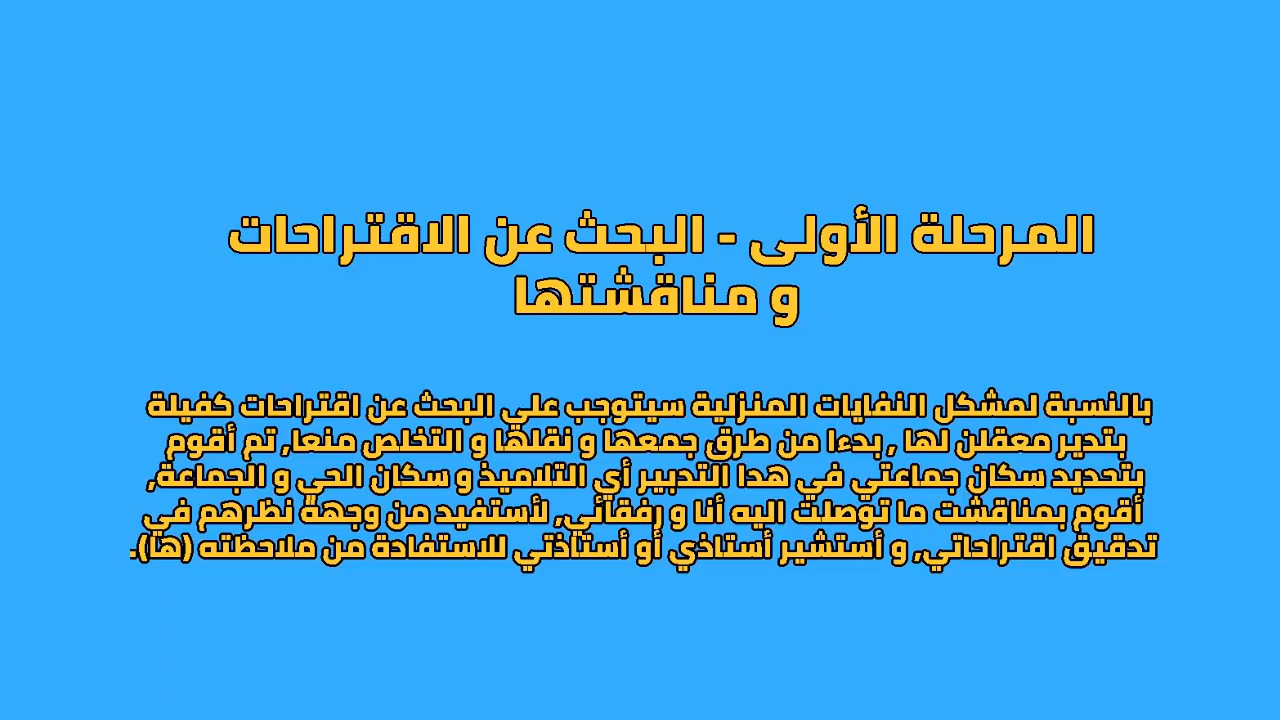 المرحلة الأولى - البحث عن الاقتراحات
و مناقشتها
بالنسبة لمشكل النفايات المنزلية سيتوجب علي البحث عن اقتراحات كفيلة
بتدير معقلن لها , بدءا من طرق جمعها و نقلها و التخلص منعا, تم أقوم
بتحديد سكان جماعتي في هدا التدبير أي التلاميذ و سكان الحي و الجماعة,
أقوم بمناقشت ما توصلت اليه أنا و رفقائي, لأستفيد من وجهة نظرهم في
تدقيق اقتراحاتي, و أستشير أستاذي أو أستاذتي للاستفادة من ملاحظته (ها).